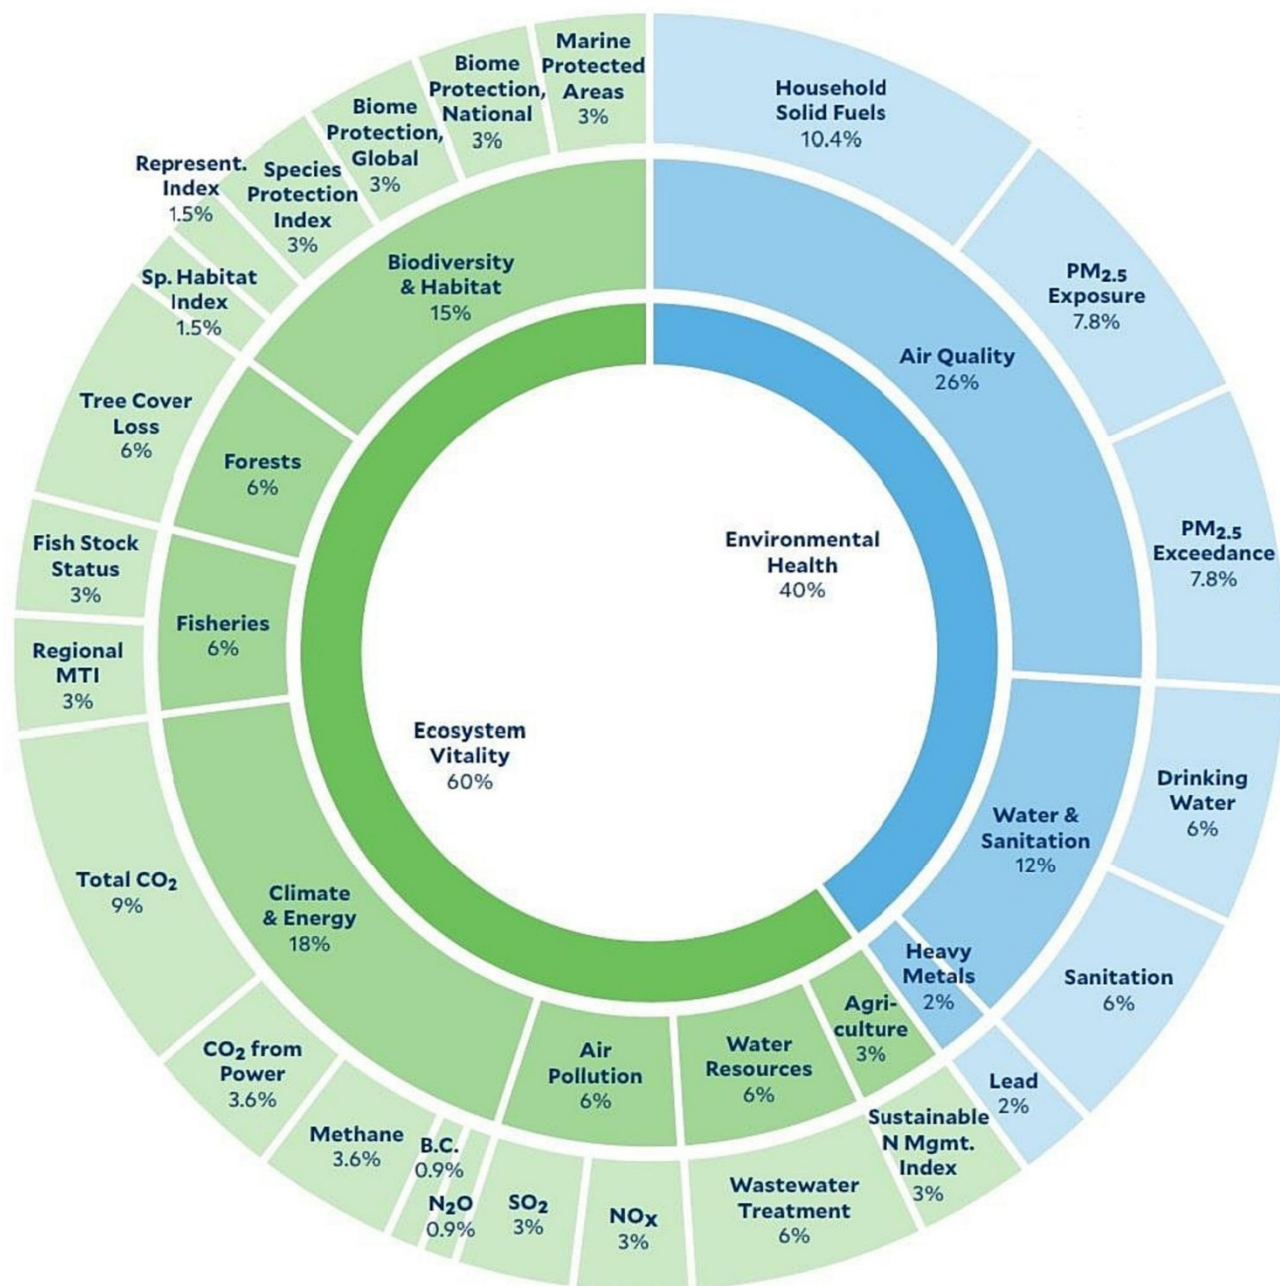 Marine
Protected
Areas
3%
Biome
Protection,
National
3%
Biome
Protection,
Global
3%
Species
Protection
Index
3%
Represent.
Index
1.5%
Sp. Habitat
Index
1.5%
Tree Cover
Loss
6%
Fish Stock
Status
3%
Regional
MTI
3%
Total CO₂
9%
CO₂ from
Power
3.6%
Methane
3.6%
B.C.
0.9%
N₂O
0.9%
SO₂
3%
NOX
3%
Wastewater
Treatment
6%
Sustainable
N Mgmt.
Index
3%
Lead
2%
Sanitation
6%
Drinking
Water
6%
PM₂.₅
Exceedance
7.8%
PM₂.₅
Exposure
7.8%
Household
Solid Fuels
10.4%
Biodiversity
& Habitat
15%
Forests
6%
Fisheries
6%
Climate
& Energy
18%
Air
Pollution
6%
Water
Resources
6%
Agri-
culture
3%
Heavy
Metals
2%
Water &
Sanitation
12%
Air Quality
26%
Environmental
Health
40%
Ecosystem
Vitality
60%